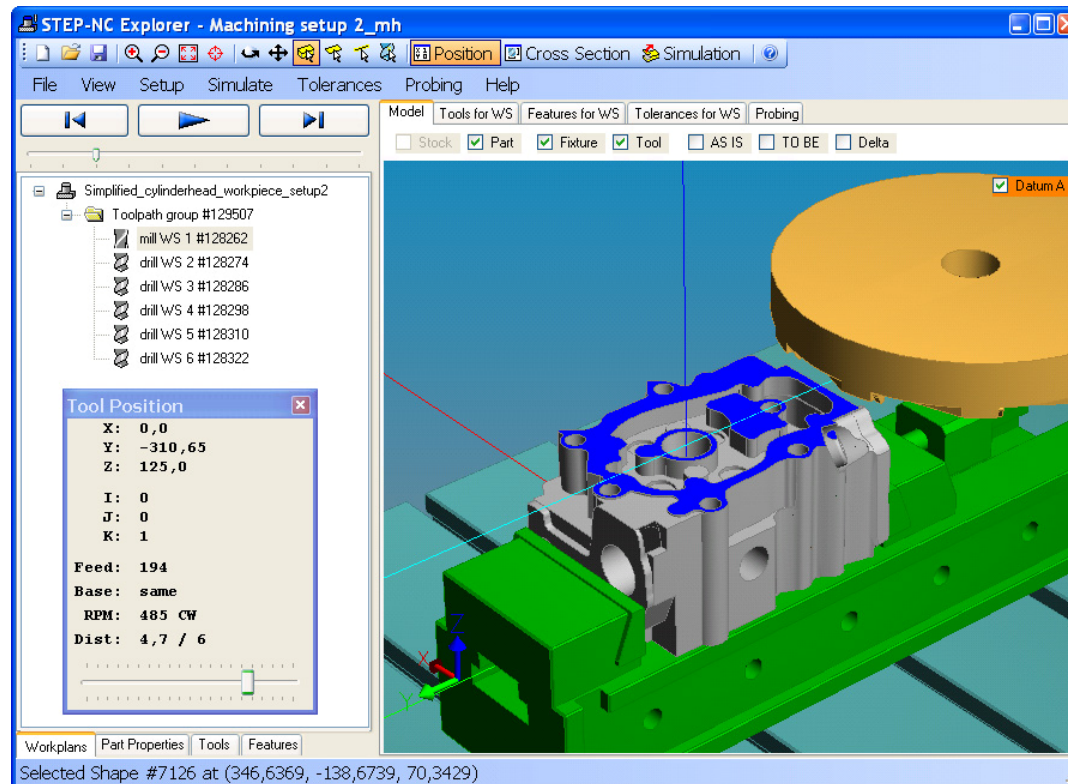 STEP-NC Explorer - Machining setup 2_mh
Position Cross Section Simulation
File View Setup Simulate Tolerances Probing Help
Model Tools for WS Features for WS Tolerances for WS Probing
Stock Part Fixture Tool AS IS TO BE Delta
Datum A
Simplified_cylinderhead_workpiece_setup2
Toolpath group #129507
mill WS 1 #128262
drill WS 2 #128274
drill WS 3 #128286
drill WS 4 #128298
drill WS 5 #128310
drill WS 6 #128322
Tool Position
X: 0,0
Y: -310,65
Z: 125,0
I: 0
J: 0
K: 1
Feed: 194
Base: same
RPM: 485 CW
Dist: 4,7 / 6
Z
X
Y
Workplans Part Properties Tools Features
Selected Shape #7126 at (346,6369, -138,6739, 70,3429)